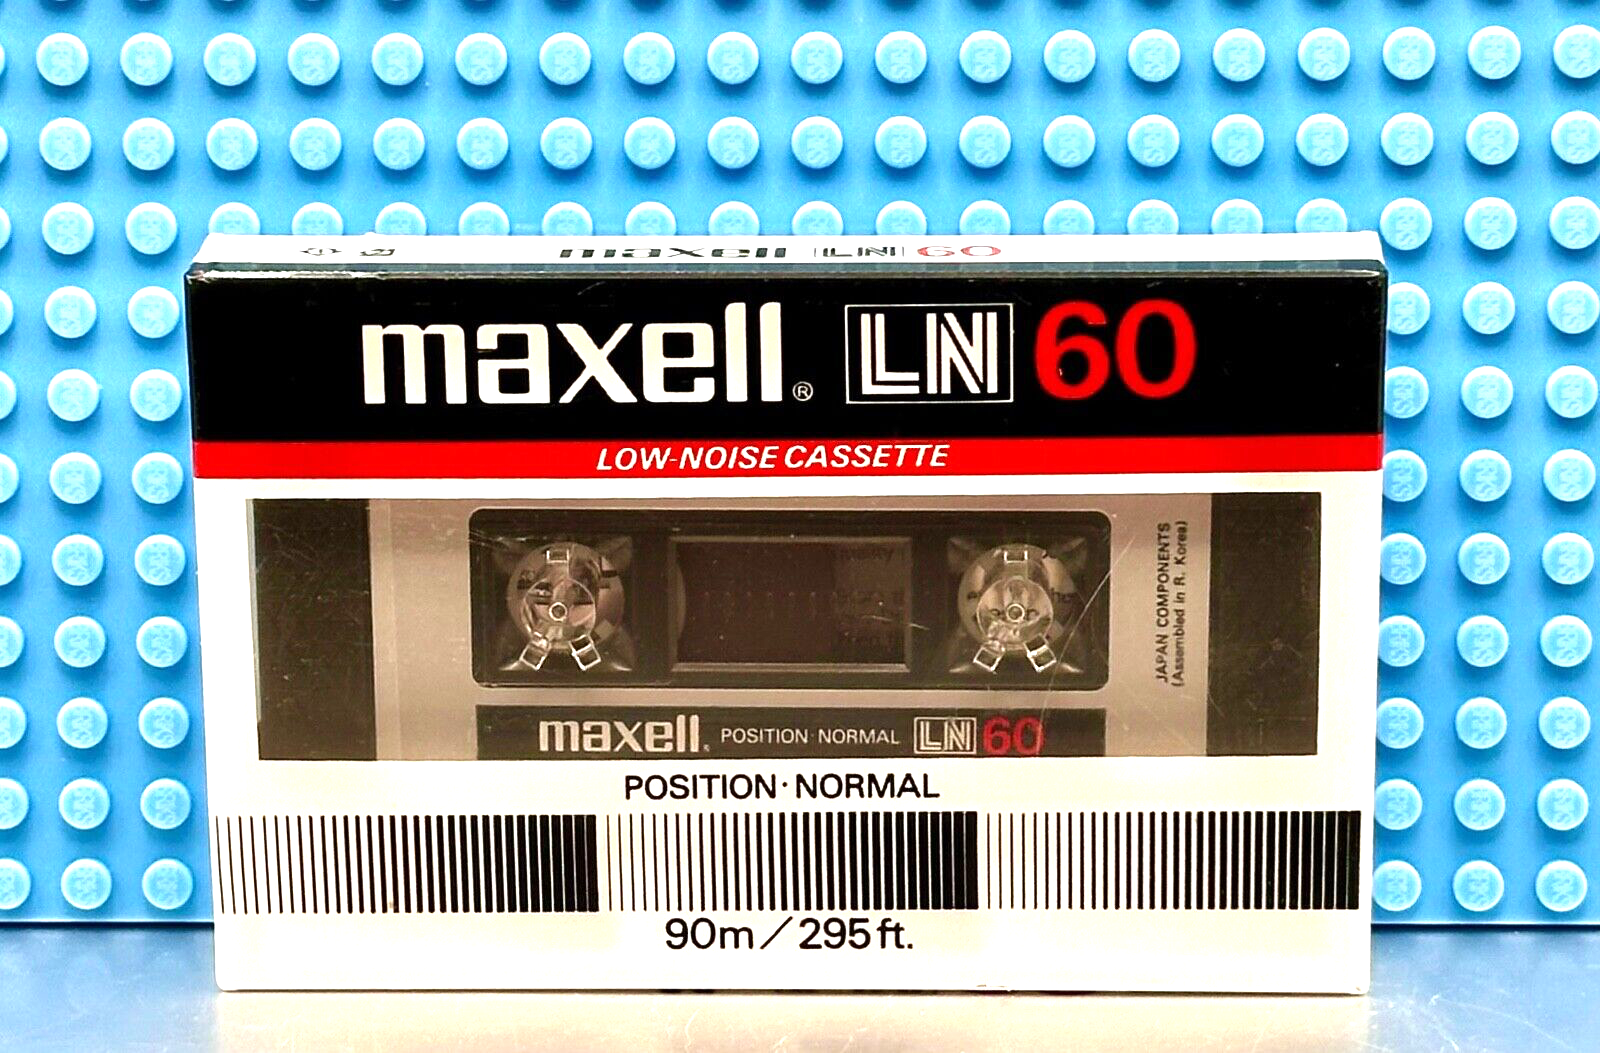 maxell LN 60
maxell® LN 60
LOW-NOISE CASSETTE
JAPAN COMPONENTS
(Assembled in R. Korea)
maxell® POSITION·NORMAL LN 60
POSITION·NORMAL
90m/295ft.